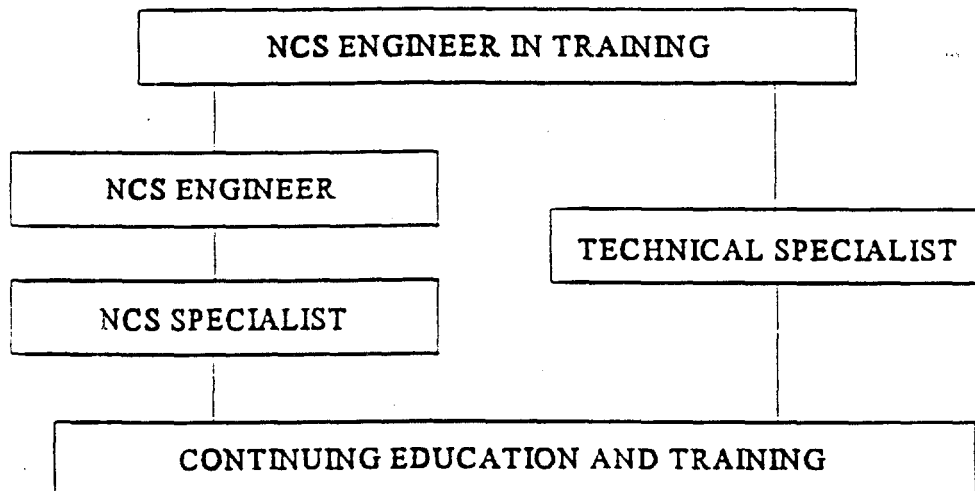 NCS ENGINEER IN TRAINING
NCS ENGINEER
TECHNICAL SPECIALIST
NCS SPECIALIST
CONTINUING EDUCATION AND TRAINING